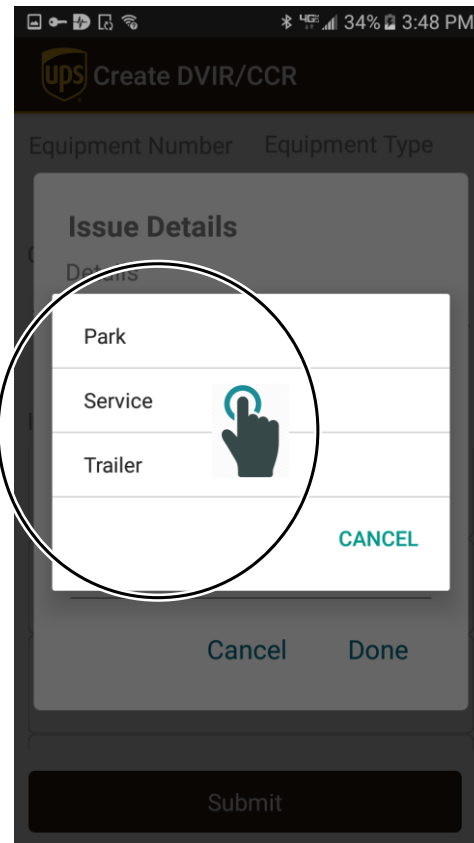 4G 34% 3:48 PM
ups Create DVIR/CCR
Equipment Number Equipment Type
Issue Details
Details
Park
Service
Trailer
CANCEL
Cancel Done
Submit